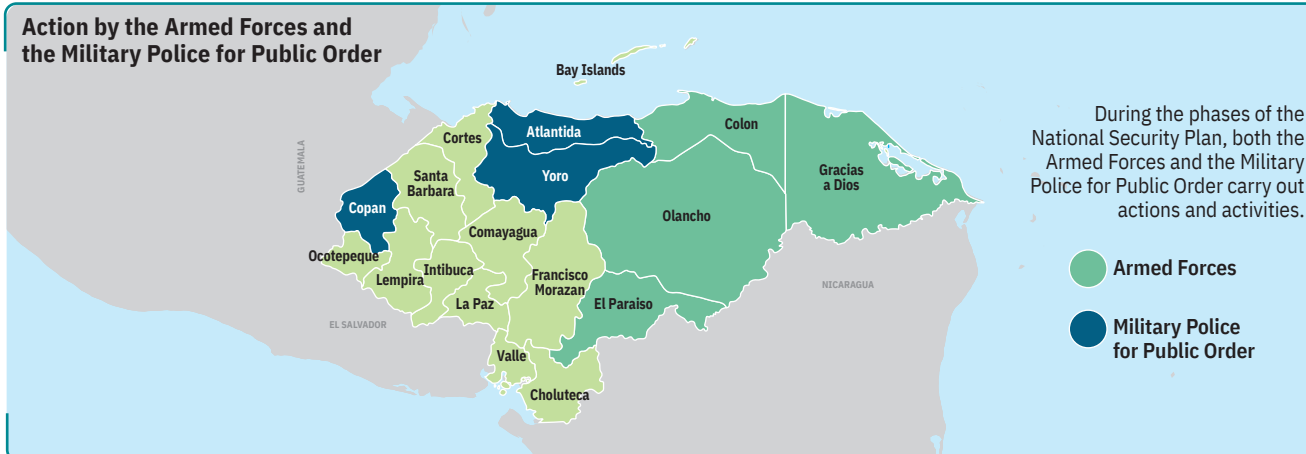 Action by the Armed Forces and
the Military Police for Public Order
Bay Islands
Cortes
Atlantida
Colon
Yoro
Gracias
a Dios
Santa
Barbara
Copan
Olancho
Comayagua
Ocotepeque
Lempira
Intibuca
Francisco
Morazan
La Paz
El Paraiso
Valle
Choluteca
GUATEMALA
EL SALVADOR
NICARAGUA
During the phases of the
National Security Plan, both the
Armed Forces and the Military
Police for Public Order carry out
actions and activities.
Armed Forces
Military Police
for Public Order